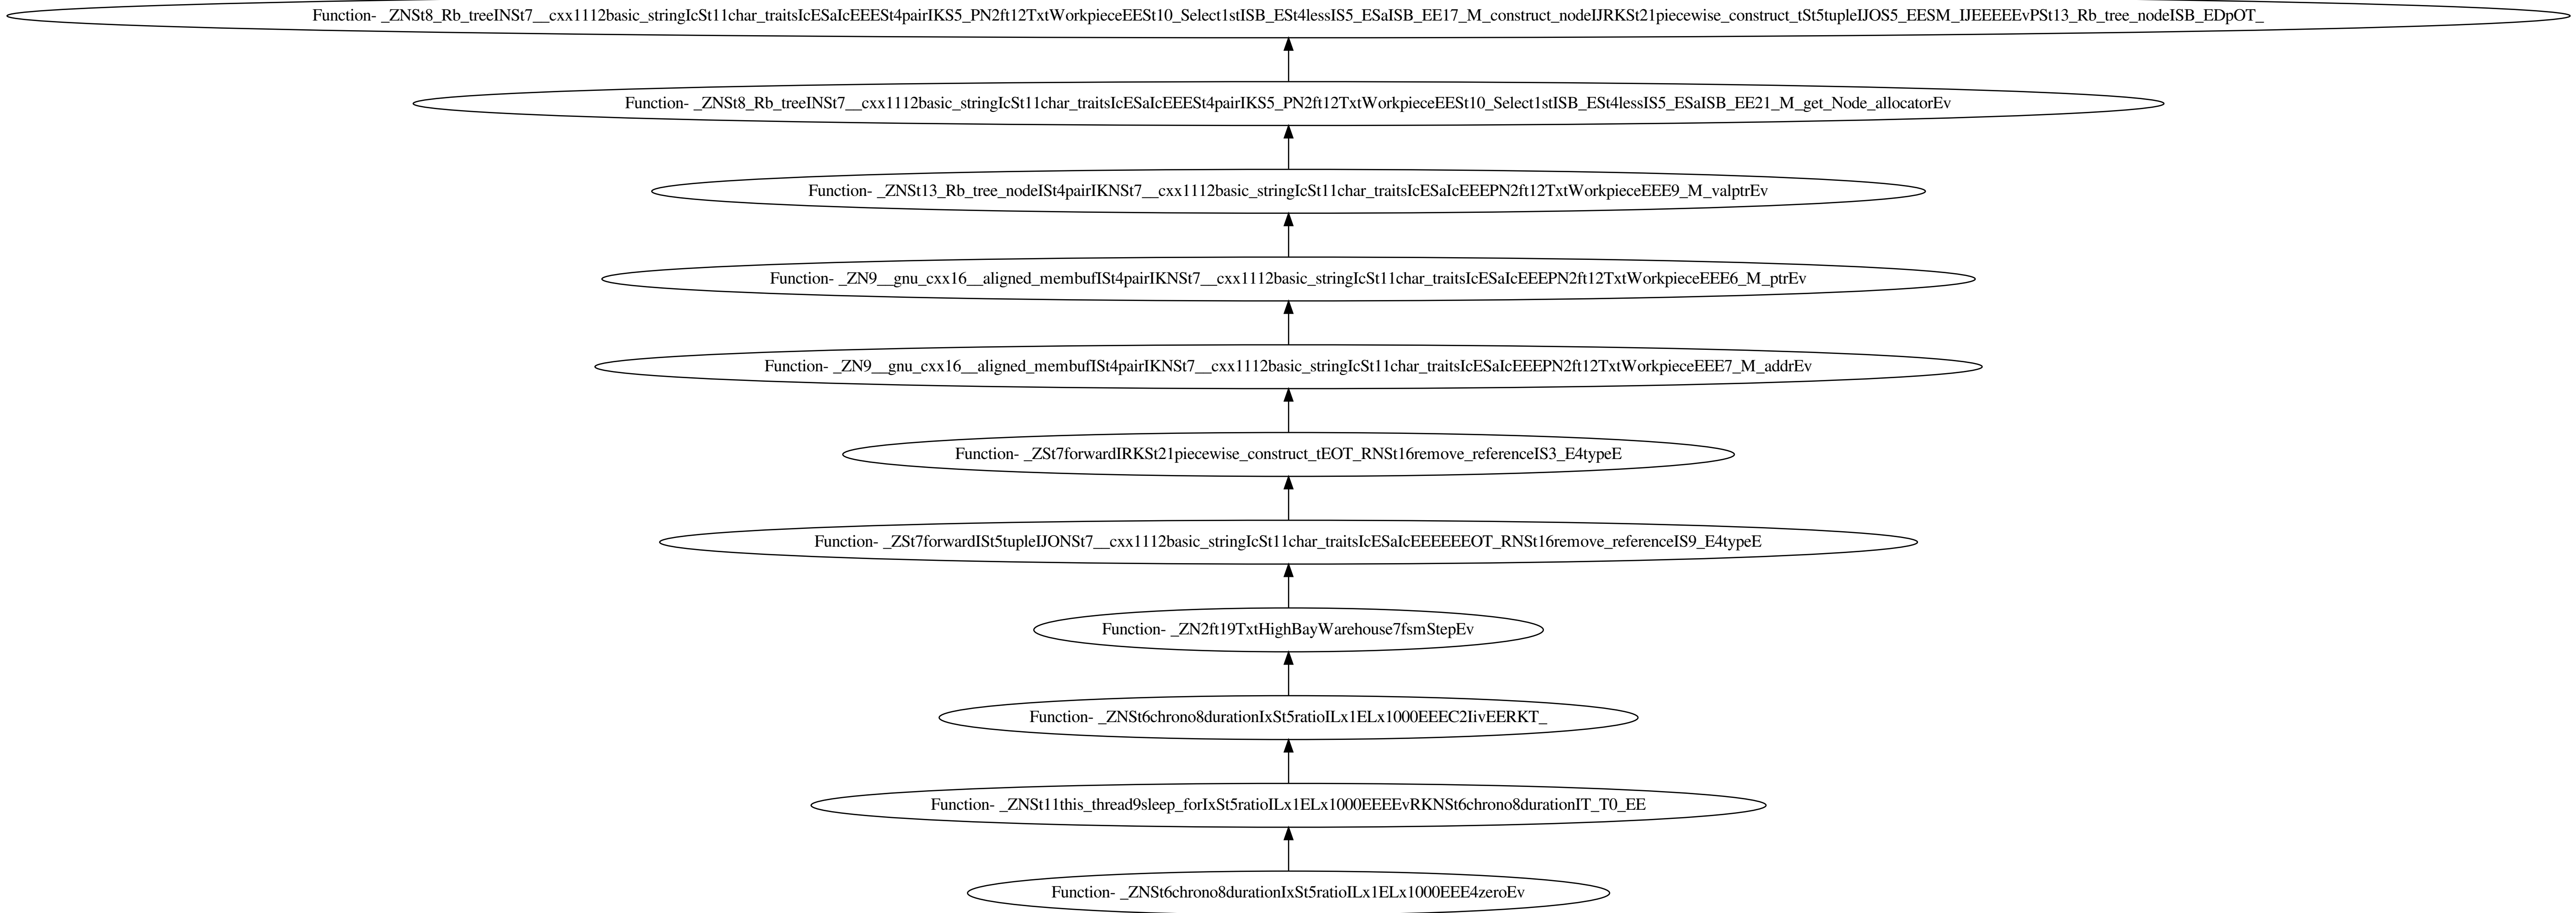 Function- _ZNSt8_Rb_treeINSt7__cxx1112basic_stringIcSt11char_traitsIcESaIcEEESt4pairIKS5_PN2ft12TxtWorkpieceEESt10_Select1stISB_ESt4lessIS5_ESaISB_EE17_M_construct_nodeIJRKSt21piecewise_construct_tSt5tupleIJOS5_EESM_IJEEEEEvPSt13_Rb_tree_nodeISB_EDpOT_
Function- _ZNSt8_Rb_treeINSt7__cxx1112basic_stringIcSt11char_traitsIcESaIcEEESt4pairIKS5_PN2ft12TxtWorkpieceEESt10_Select1stISB_ESt4lessIS5_ESaISB_EE21_M_get_Node_allocatorEv
Function- _ZNSt13_Rb_tree_nodeISt4pairIKNSt7__cxx1112basic_stringIcSt11char_traitsIcESaIcEEEPN2ft12TxtWorkpieceEEE9_M_valptrEv
Function- _ZN9__gnu_cxx16__aligned_membufISt4pairIKNSt7__cxx1112basic_stringIcSt11char_traitsIcESaIcEEEPN2ft12TxtWorkpieceEEE6_M_ptrEv
Function- _ZN9__gnu_cxx16__aligned_membufISt4pairIKNSt7__cxx1112basic_stringIcSt11char_traitsIcESaIcEEEPN2ft12TxtWorkpieceEEE7_M_addrEv
Function- _ZSt7forwardIRKSt21piecewise_construct_tEOT_RNSt16remove_referenceIS3_E4typeE
Function- _ZSt7forwardISt5tupleIJONSt7__cxx1112basic_stringIcSt11char_traitsIcESaIcEEEEEEOT_RNSt16remove_referenceIS9_E4typeE
Function- _ZN2ft19TxtHighBayWarehouse7fsmStepEv
Function- _ZNSt6chrono8durationIxSt5ratioILx1ELx1000EEEC2IivEERKT_
Function- _ZNSt11this_thread9sleep_forIxSt5ratioILx1ELx1000EEEEvRKNSt6chrono8durationIT_T0_EE
Function- _ZNSt6chrono8durationIxSt5ratioILx1ELx1000EEE4zeroEv